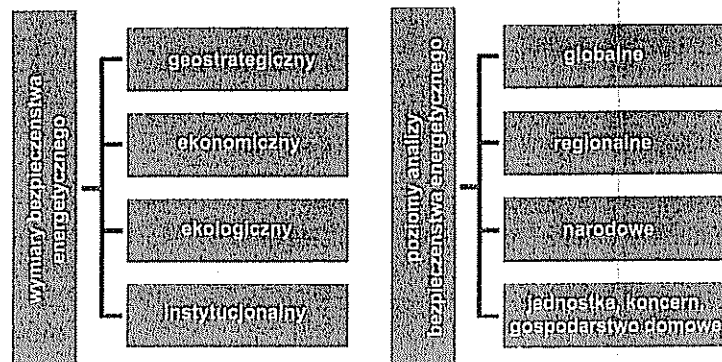 wymiary bezpieczeństwa
energetycznego
geostrategiczny
ekonomiczny
ekologiczny
instytucjonalny
poziomy analizy
bezpieczeństwa energetycznego
globalne
regionalne
narodowe
jednostka, koncern,
gospodarstwo domowe